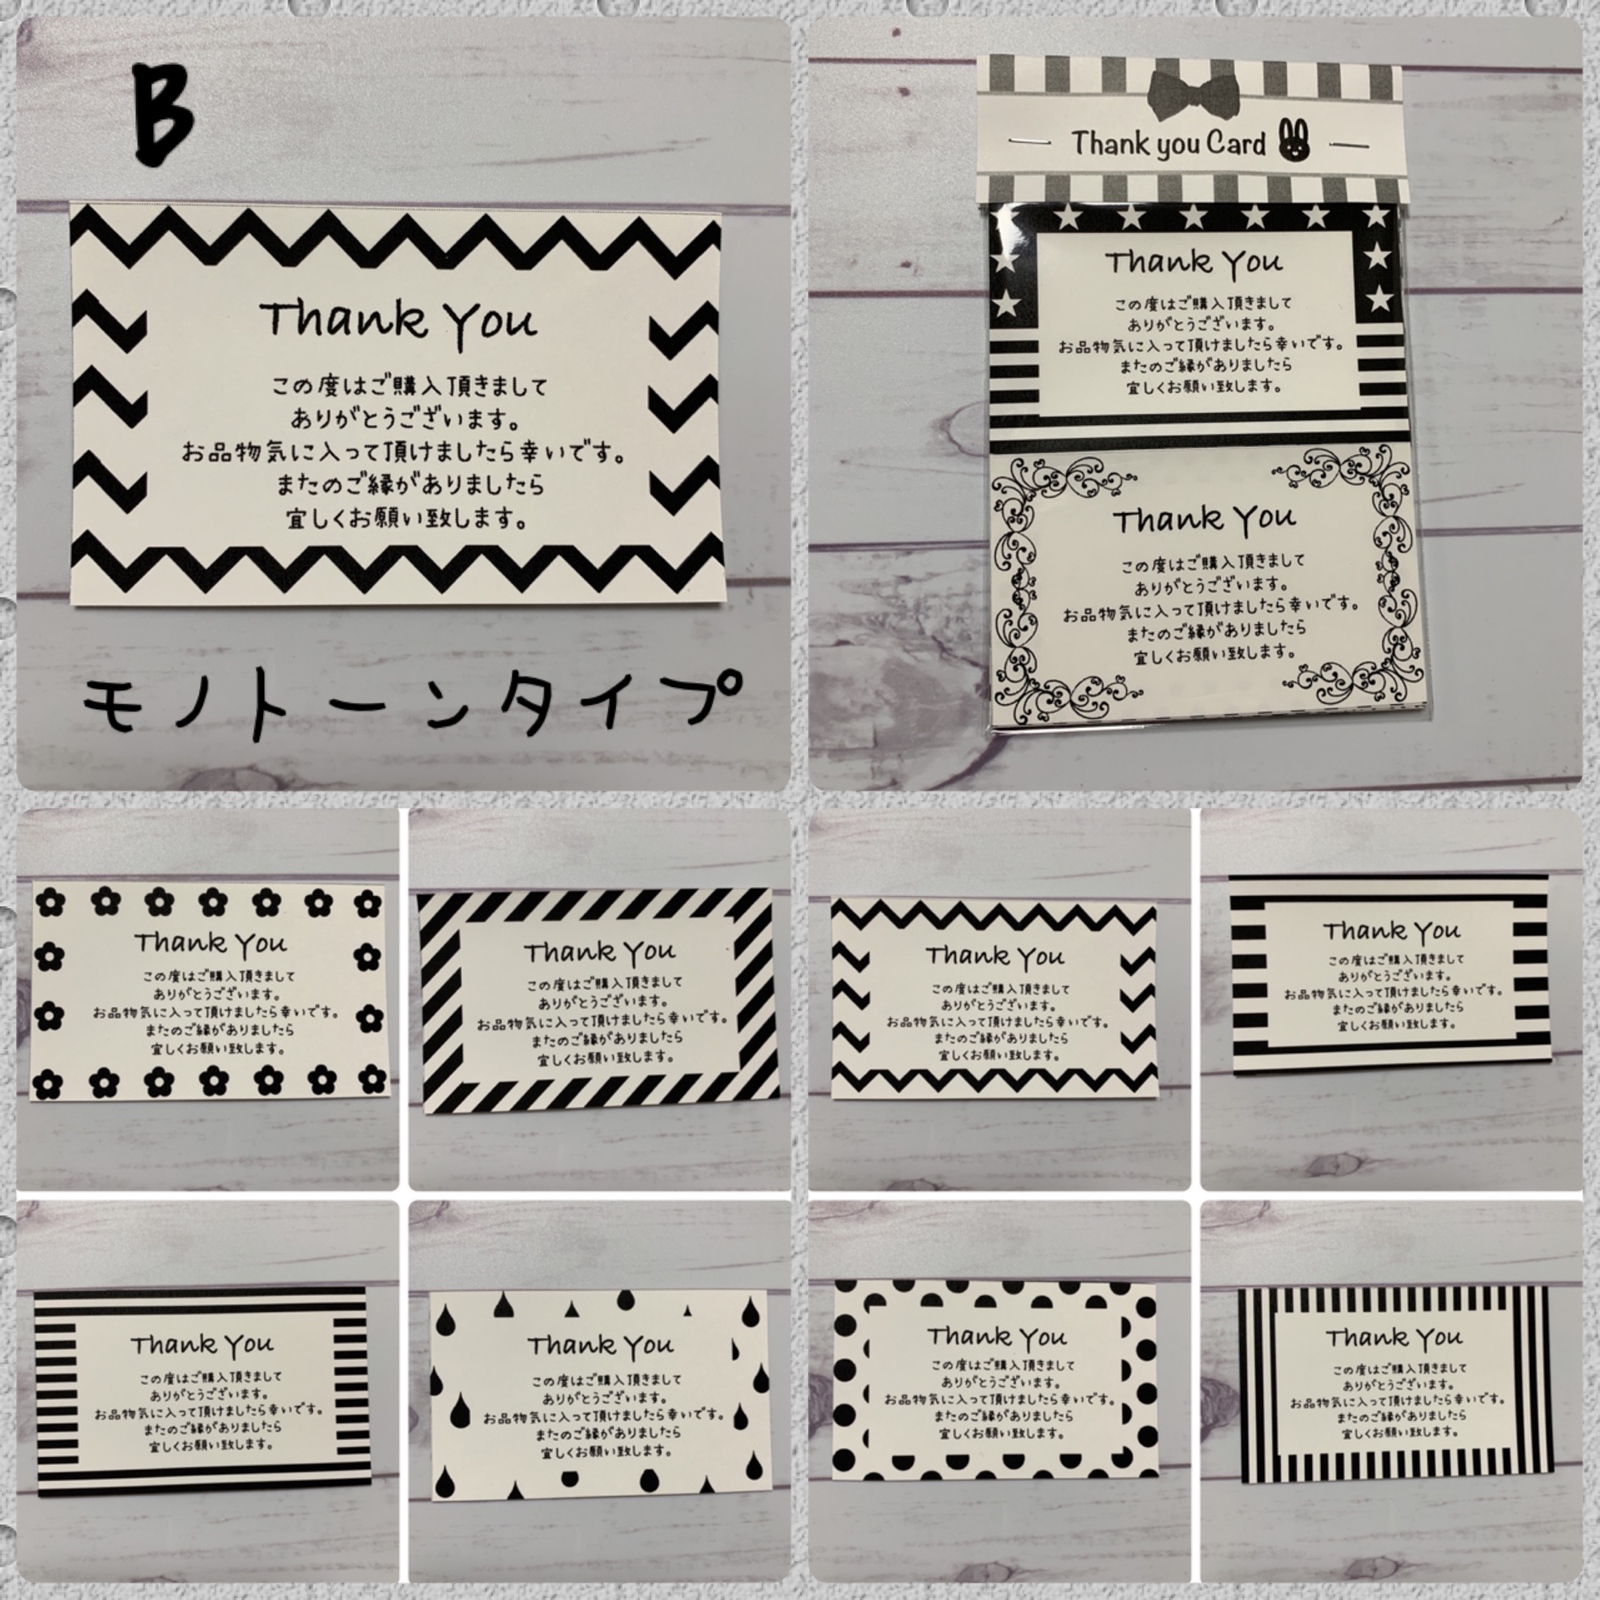 B
Thank You
この度はご購入頂きまして
ありがとうございます。
お品物気に入って頂けましたら幸いです。
またのご縁がありましたら
宜しくお願い致します。
モノトーンタイプ
Thank you Card
Thank You
この度はご購入頂きまして
ありがとうございます。
お品物気に入って頂けましたら幸いです。
またのご縁がありましたら
宜しくお願い致します。
Thank You
この度はご購入頂きまして
ありがとうございます。
お品物気に入って頂けましたら幸いです。
またのご縁がありましたら
宜しくお願い致します。
Thank You
この度はご購入頂きまして
ありがとうございます。
お品物気に入って頂けましたら幸いです。
またのご縁がありましたら
宜しくお願い致します。
Thank You
この度はご購入頂きまして
ありがとうございます。
お品物気に入って頂けましたら幸いです。
またのご縁がありましたら
宜しくお願い致します。
Thank You
この度はご購入頂きまして
ありがとうございます。
お品物気に入って頂けましたら幸いです。
またのご縁がありましたら
宜しくお願い致します。
Thank You
この度はご購入頂きまして
ありがとうございます。
お品物気に入って頂けましたら幸いです。
またのご縁がありましたら
宜しくお願い致します。
Thank You
この度はご購入頂きまして
ありがとうございます。
お品物気に入って頂けましたら幸いです。
またのご縁がありましたら
宜しくお願い致します。
Thank You
この度はご購入頂きまして
ありがとうございます。
お品物気に入って頂けましたら幸いです。
またのご縁がありましたら
宜しくお願い致します。
Thank You
この度はご購入頂きまして
ありがとうございます。
お品物気に入って頂けましたら幸いです。
またのご縁がありましたら
宜しくお願い致します。
Thank You
この度はご購入頂きまして
ありがとうございます。
お品物気に入って頂けましたら幸いです。
またのご縁がありましたら
宜しくお願い致します。